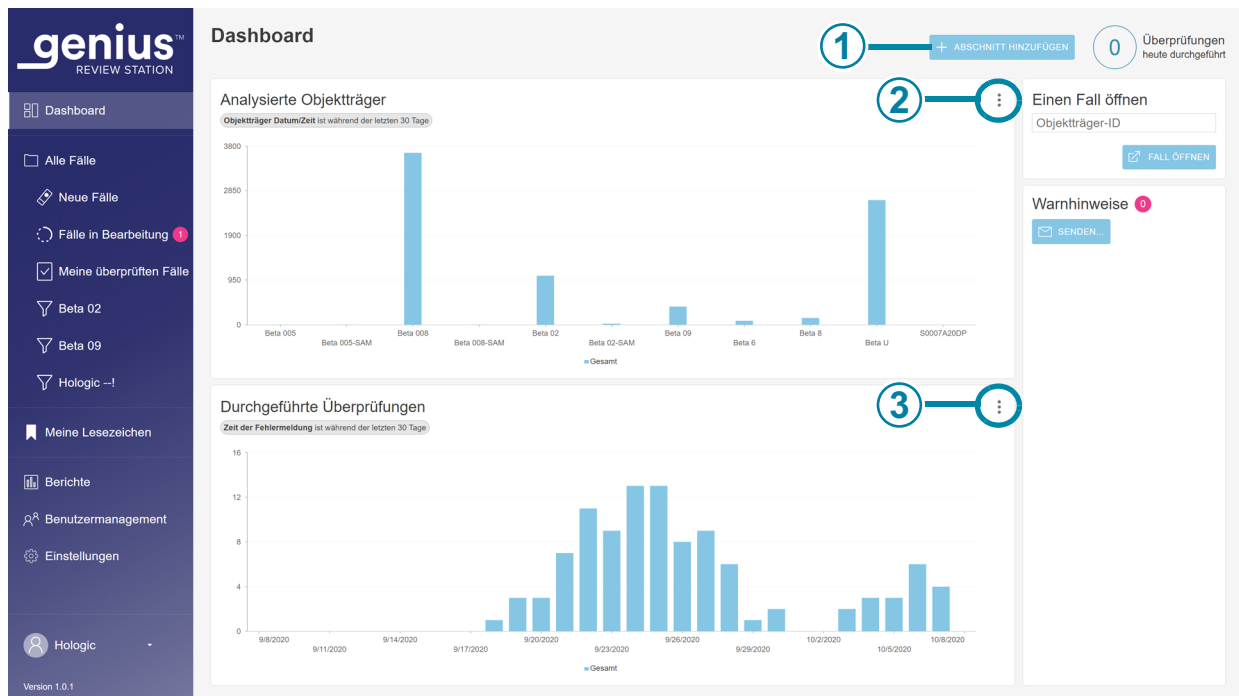 genius™
REVIEW STATION
Dashboard
Alle Fälle
Neue Fälle
Fälle in Bearbeitung 1
Meine überprüften Fälle
Beta 02
Beta 09
Hologic --!
Meine Lesezeichen
Berichte
Benutzermanagement
Einstellungen
Hologic
Version 1.0.1
Dashboard
1
+ ABSCHNITT HINZUFÜGEN
0
Überprüfungen
heute durchgeführt
Analysierte Objektträger
2
Objektträger Datum/Zeit ist während der letzten 30 Tage
3800
2850
1900
950
0
Beta 005
Beta 005-SAM
Beta 008
Beta 008-SAM
Beta 02
Beta 02-SAM
Beta 09
Beta 6
Beta 8
Beta U
S0007A20DP
Gesamt
Durchgeführte Überprüfungen
3
Zeit der Fehlermeldung ist während der letzten 30 Tage
16
12
8
4
0
9/8/2020
9/11/2020
9/14/2020
9/17/2020
9/20/2020
9/23/2020
9/26/2020
9/29/2020
10/2/2020
10/5/2020
10/8/2020
Gesamt
Einen Fall öffnen
Objektträger-ID
FALL ÖFFNEN
Warnhinweise 0
SENDEN...